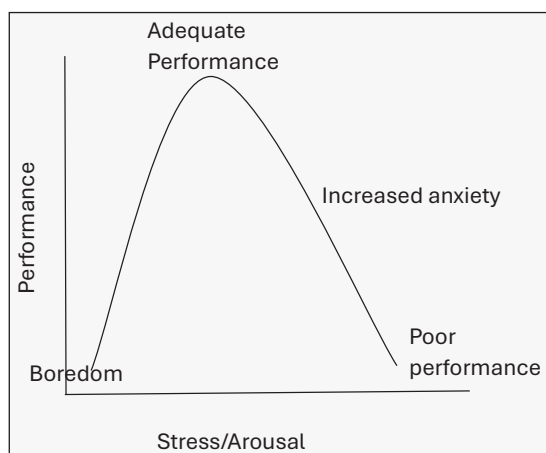 Adequate
Performance
Performance
Increased anxiety
Boredom
Poor
performance
Stress/Arousal